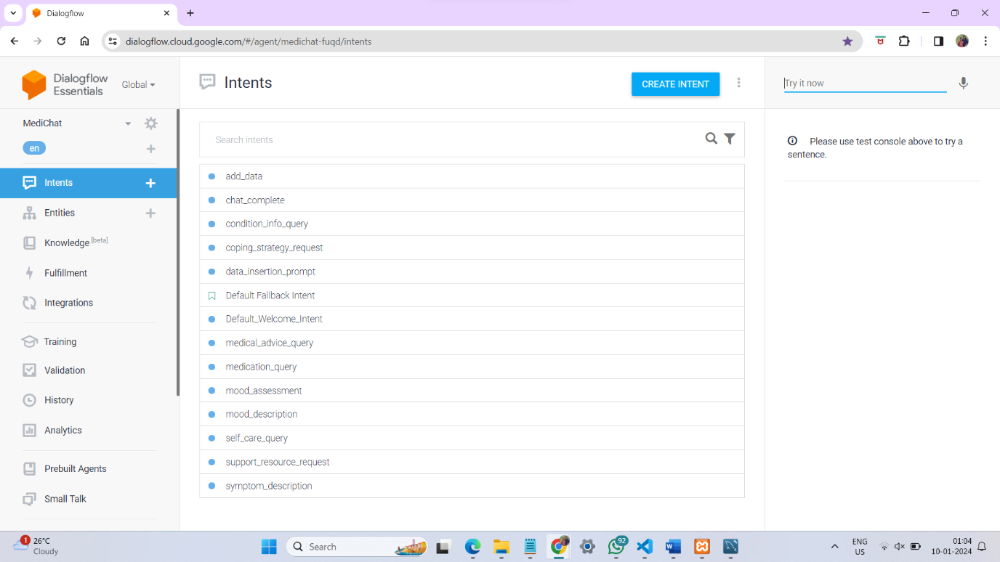 Dialogflow
dialogflow.cloud.google.com/#/agent/medichat-fuqd/intents
Dialogflow
Essentials
Global
Intents
CREATE INTENT
Try it now
MediChat
en
Search intents
Please use test console above to try a
sentence.
Intents
Entities
Knowledge [beta]
Fulfillment
Integrations
Training
Validation
History
Analytics
Prebuilt Agents
Small Talk
add_data
chat_complete
condition_info_query
coping_strategy_request
data_insertion_prompt
Default Fallback Intent
Default_Welcome_Intent
medical_advice_query
medication_query
mood_assessment
mood_description
self_care_query
support_resource_request
symptom_description
1
26°C
Cloudy
Search
92
ENG
US
01:04
10-01-2024